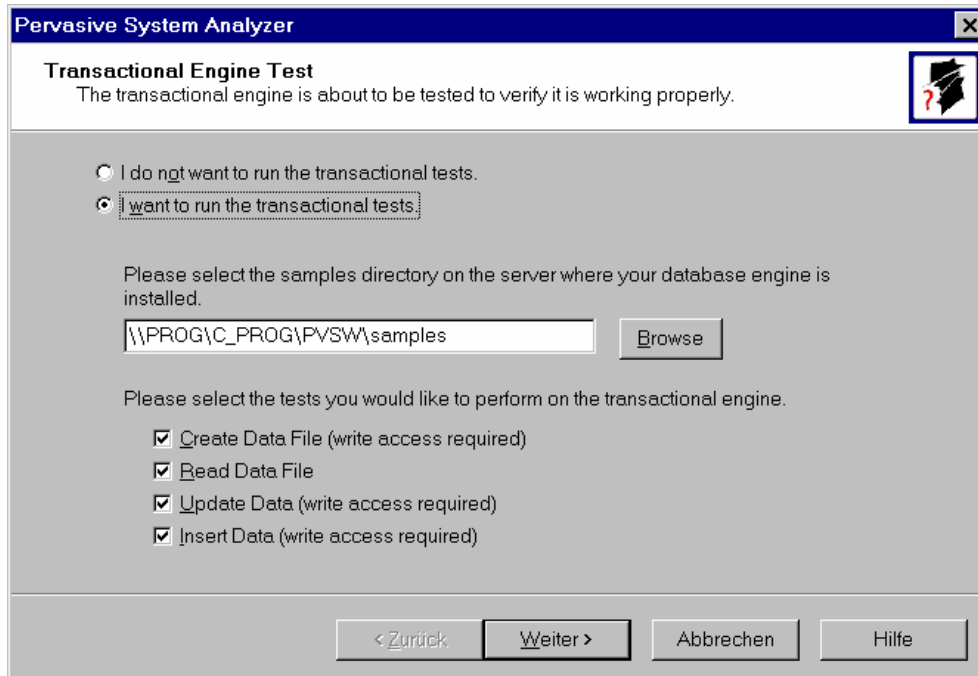 Pervasive System Analyzer
Transactional Engine Test
The transactional engine is about to be tested to verify it is working properly.
?
I do not want to run the transactional tests.
I want to run the transactional tests.
Please select the samples directory on the server where your database engine is
installed.
\\PROG\C_PROG\PVSW\samples
Browse
Please select the tests you would like to perform on the transactional engine.
Create Data File (write access required)
Read Data File
Update Data (write access required)
Insert Data (write access required)
< Zurück
Weiter >
Abbrechen
Hilfe